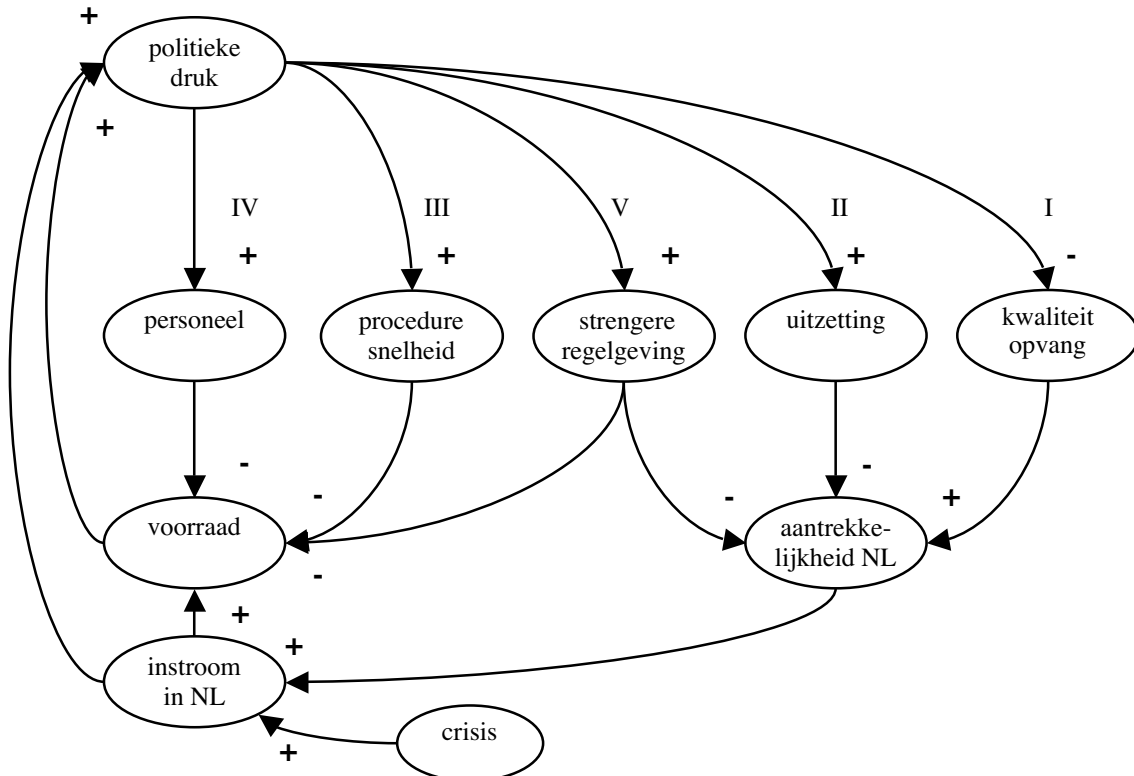 +
politieke
druk
+
IV
III
V
II
I
+
+
+
+
-
personeel
procedure
snelheid
strengere
regelgeving
uitzetting
kwaliteit
opvang
-
-
-
-
+
voorraad
aantrekke-
lijkheid NL
-
+
+
instroom
in NL
crisis
+